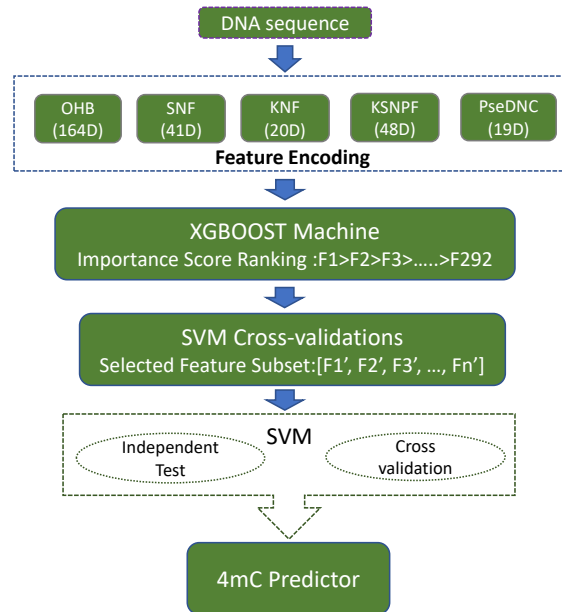 DNA sequence
OHB
(164D)
SNF
(41D)
KNF
(20D)
KSNPF
(48D)
PseDNC
(19D)
Feature Encoding
XGBOOST Machine
Importance Score Ranking :F1>F2>F3>…..>F292
SVM Cross-validations
Selected Feature Subset:[F1’, F2’, F3’, …, Fn’]
SVM
Independent
Test
Cross
validation
4mC Predictor